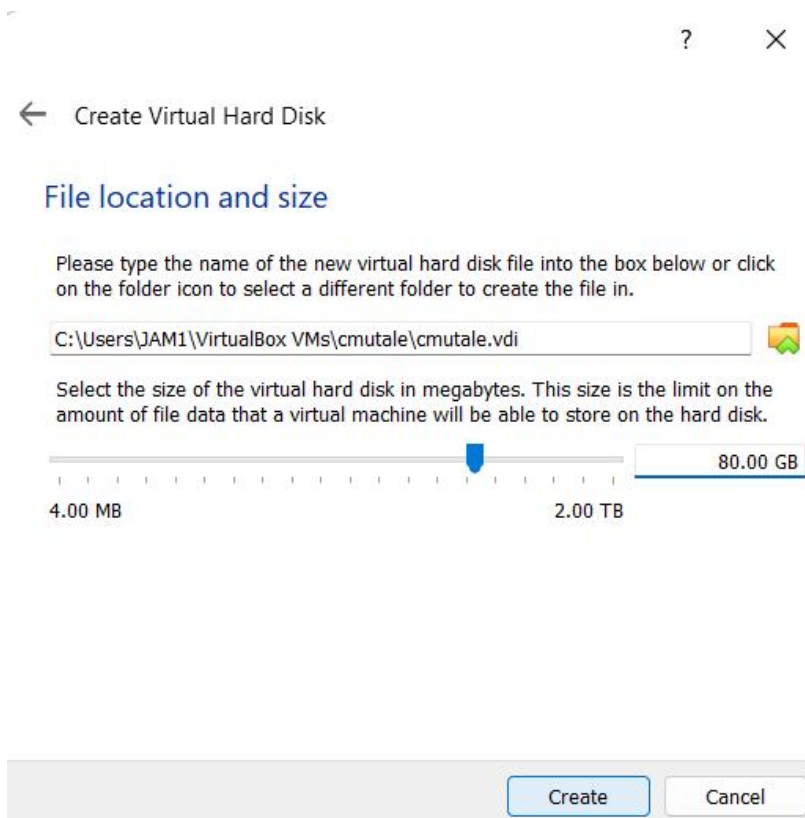 ?
Create Virtual Hard Disk
File location and size
Please type the name of the new virtual hard disk file into the box below or click
on the folder icon to select a different folder to create the file in.
C:\Users\JAM1\VirtualBox VMs\cmutale\cmutale.vdi
Select the size of the virtual hard disk in megabytes. This size is the limit on the
amount of file data that a virtual machine will be able to store on the hard disk.
80.00 GB
4.00 MB 2.00 TB
Create Cancel